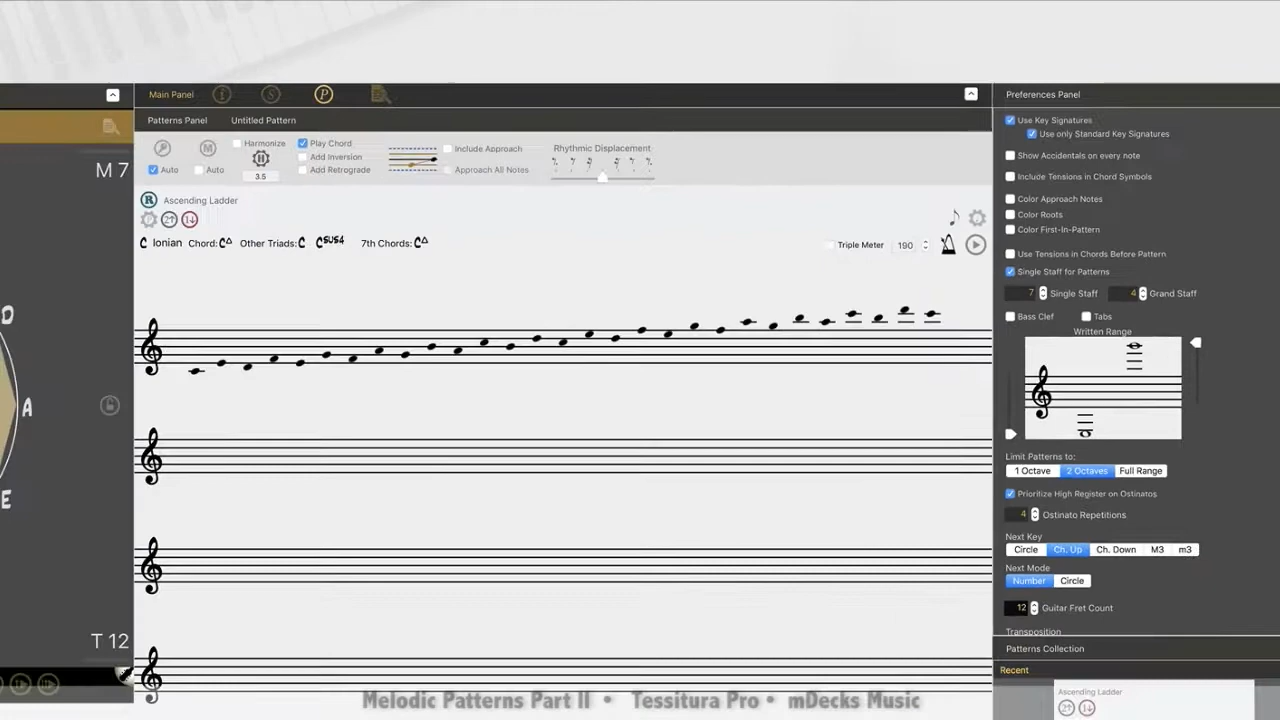 Main Panel
Preferences Panel
Patterns Panel Untitled Pattern
M 7
Auto
Auto
Harmonize
3.5
Play Chord
Add Inversion
Add Retrograde
Include Approach
Approach All Notes
Rhythmic Displacement
Ascending Ladder
C Ionian Chord: C△ Other Triads: C Csus4 7th Chords: C△
Triple Meter 190
D
A
E
T 12
Use Key Signatures
Use only Standard Key Signatures
Show Accidentals on every note
Include Tensions in Chord Symbols
Color Approach Notes
Color Roots
Color First-In-Pattern
Use Tensions in Chords Before Pattern
Single Staff for Patterns
7 Single Staff 4 Grand Staff
Bass Clef Tabs
Written Range
Limit Patterns to:
1 Octave 2 Octaves Full Range
Prioritize High Register on Ostinatos
4 Ostinato Repetitions
Next Key
Circle Ch. Up Ch. Down M3 m3
Next Mode
Number Circle
12 Guitar Fret Count
Transposition
Patterns Collection
Recent
Ascending Ladder
Melodic Patterns Part II • Tessitura Pro • mDecks Music